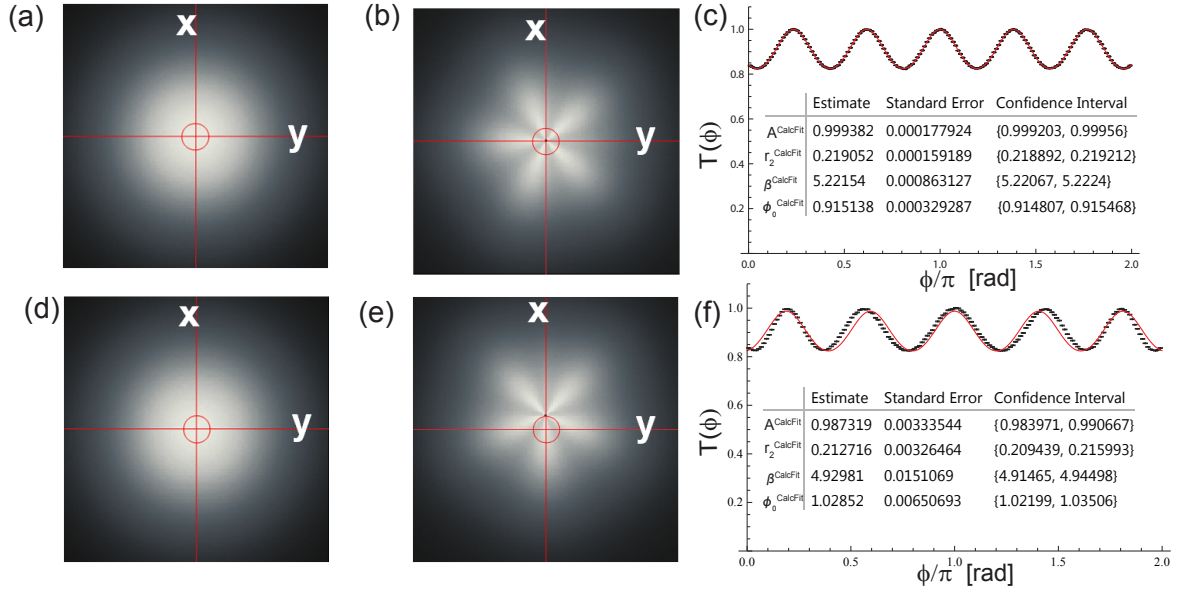 (a)
x
y
(b)
x
y
(c)
T(ϕ)
1.0
0.8
0.6
0.4
0.2
Estimate Standard Error Confidence Interval
A^CalcFit 0.999382 0.000177924 {0.999203, 0.99956}
r₂^CalcFit 0.219052 0.000159189 {0.218892, 0.219212}
β^CalcFit 5.22154 0.000863127 {5.22067, 5.2224}
ϕ₀^CalcFit 0.915138 0.000329287 {0.914807, 0.915468}
0.0 0.5 1.0 1.5 2.0
ϕ/π [rad]
(d)
x
y
(e)
x
y
(f)
T(ϕ)
1.0
0.8
0.6
0.4
0.2
Estimate Standard Error Confidence Interval
A^CalcFit 0.987319 0.00333544 {0.983971, 0.990667}
r₂^CalcFit 0.212716 0.00326464 {0.209439, 0.215993}
β^CalcFit 4.92981 0.0151069 {4.91465, 4.94498}
ϕ₀^CalcFit 1.02852 0.00650693 {1.02199, 1.03506}
0.0 0.5 1.0 1.5 2.0
ϕ/π [rad]